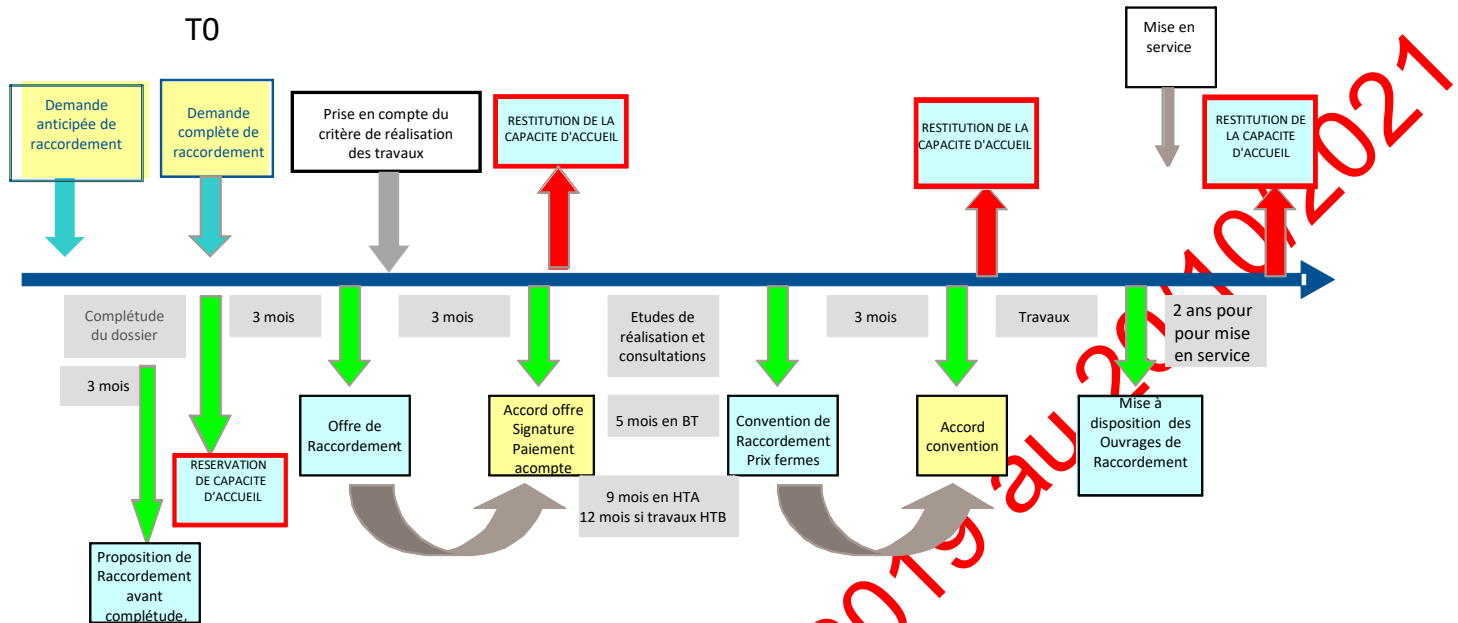 T0
Mise en
service
Demande
anticipée de
raccordement
Demande
complète de
raccordement
Prise en compte du
critère de réalisation
des travaux
RESTITUTION DE LA
CAPACITE D'ACCUEIL
RESTITUTION DE LA
CAPACITE D'ACCUEIL
RESTITUTION DE
LA CAPACITE
D'ACCUEIL
Complétude
du dossier
3 mois
3 mois
3 mois
Etudes de
réalisation et
consultations
3 mois
Travaux
2 ans pour
pour mise
en service
Offre de
Raccordement
Accord offre
Signature
Paiement
acompte
5 mois en BT
Convention de
Raccordement
Prix fermes
Accord
convention
Mise à
disposition des
Ouvrages de
Raccordement
RESERVATION
DE CAPACITE
D’ACCUEIL
9 mois en HTA
12 mois si travaux HTB
Proposition de
Raccordement
avant
complétude,
2019 au 2010/2021